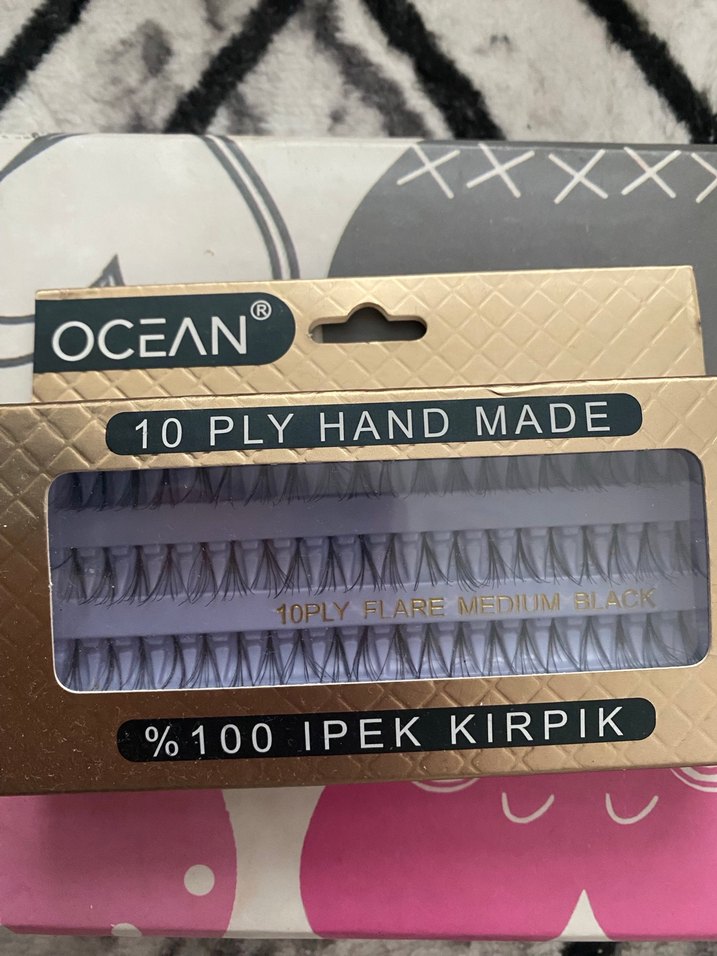 OCEAN®
10 PLY HAND MADE
10PLY FLARE MEDIUM BLACK
%100 IPEK KIRPIK